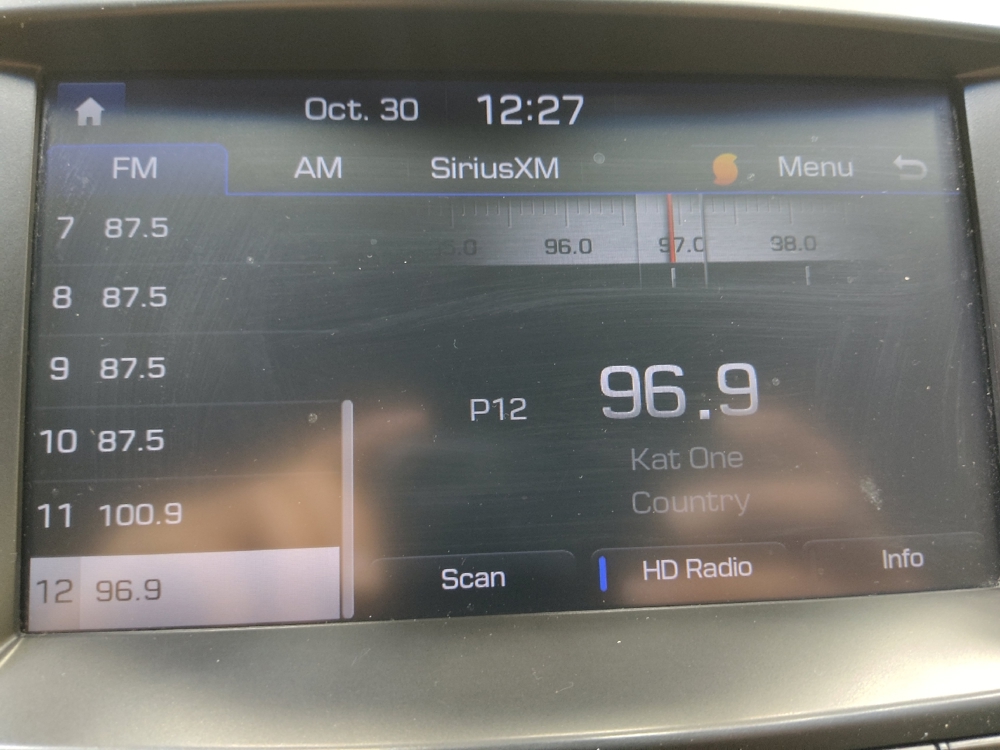 Oct. 30 12:27
FM AM SiriusXM Menu
7 87.5
8 87.5
9 87.5
10 87.5
11 100.9
12 96.9
95.0 96.0 97.0 98.0
P12 96.9
Kat One
Country
Scan HD Radio Info